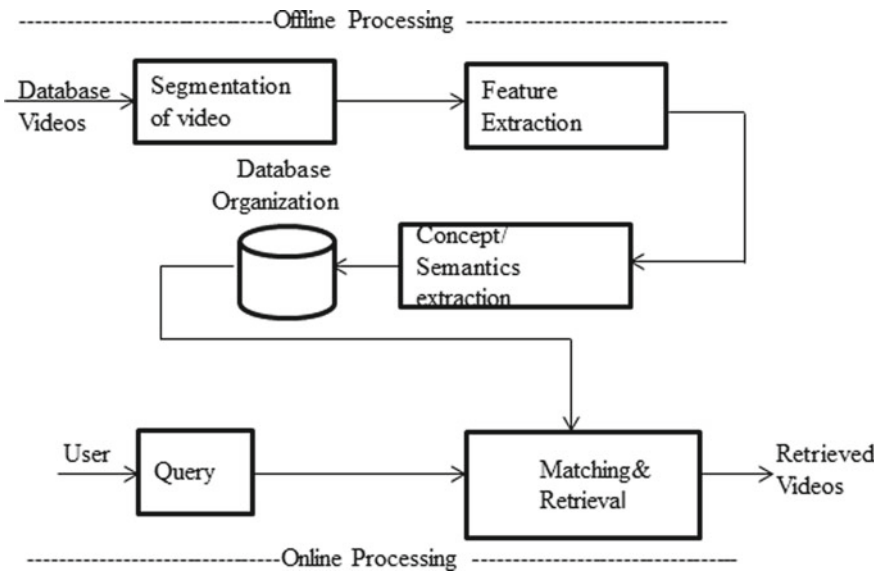 Offline Processing
Database
Videos
Segmentation
of video
Feature
Extraction
Database
Organization
Concept/
Semantics
extraction
User
Query
Matching&
Retrieval
Retrieved
Videos
Online Processing